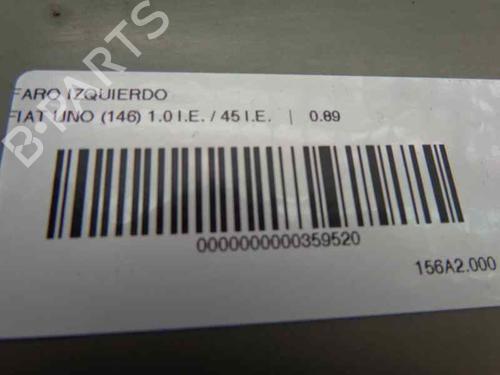 FARO IZQUIERDO
FIAT UNO (146) 1.0 I.E. / 45 I.E. | 0.89
0000000000359520
156A2.000
B-PARTS